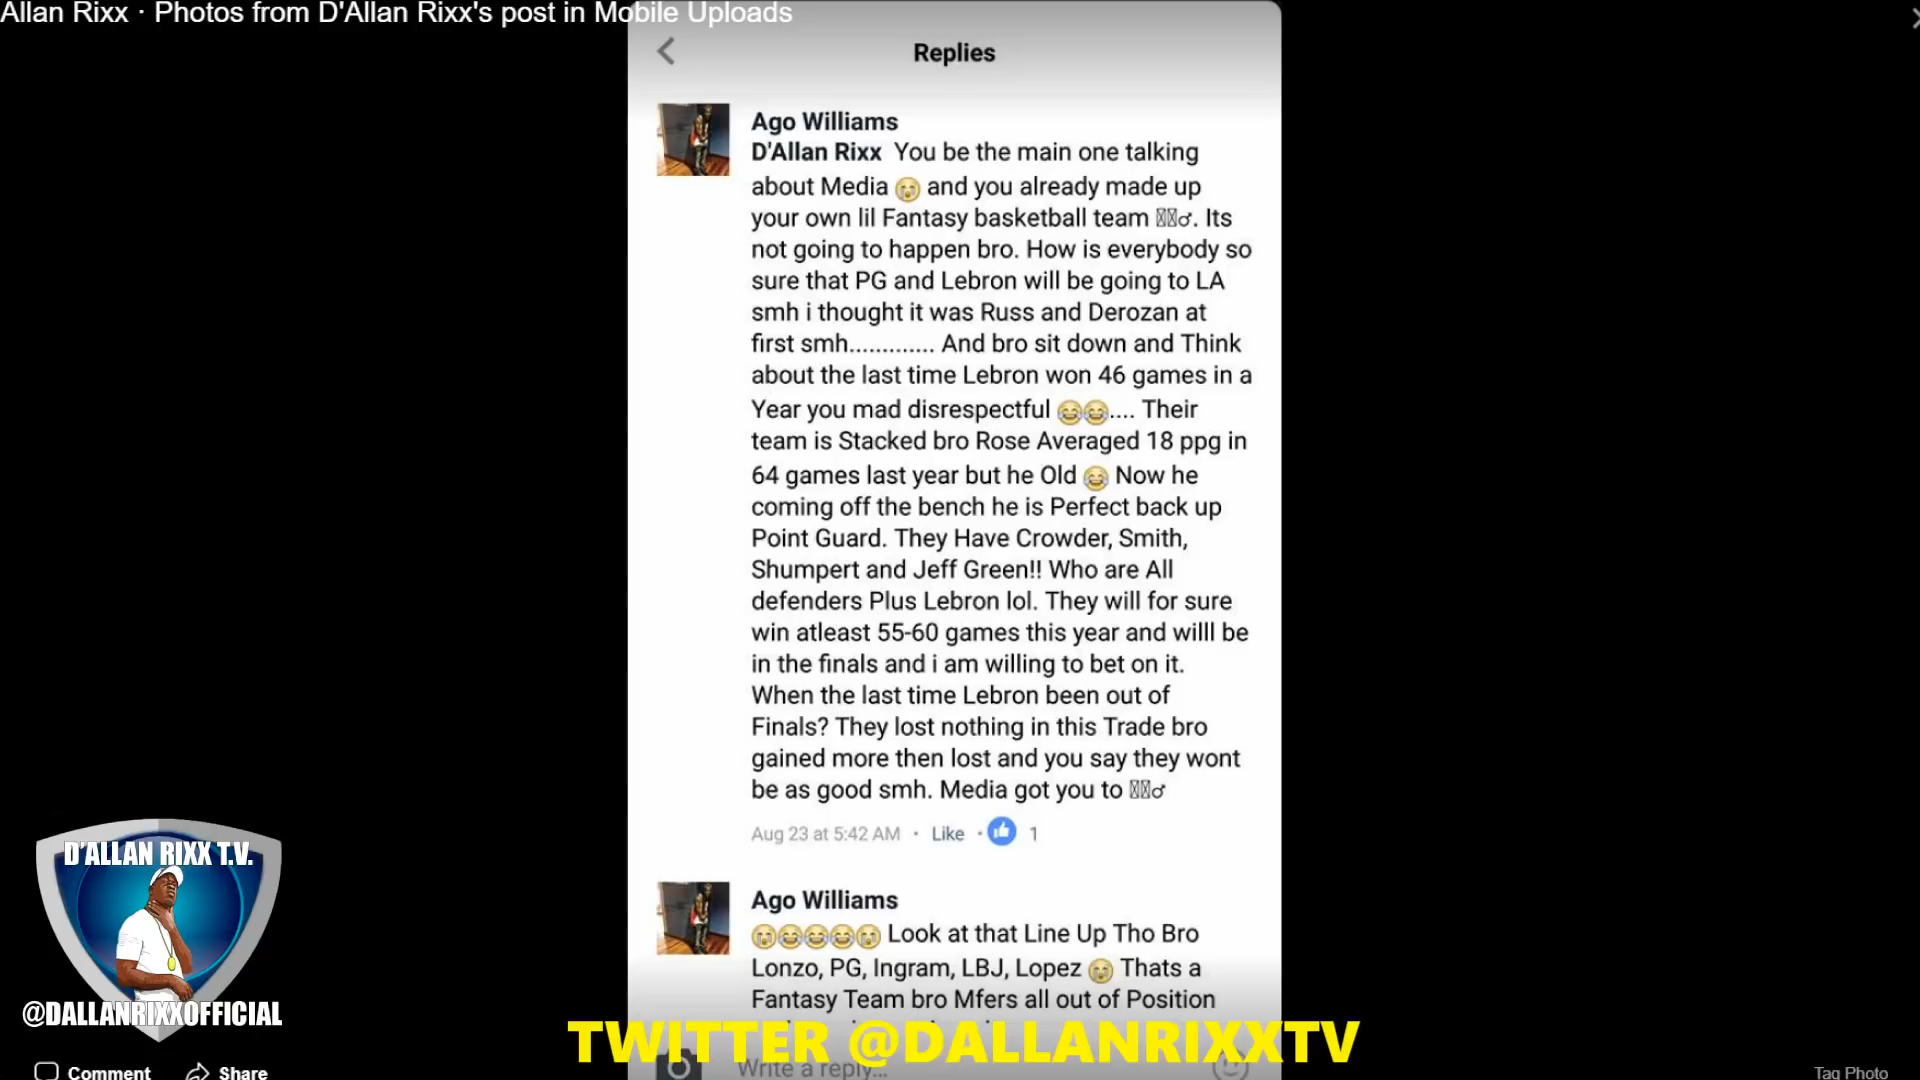 Allan Rixx · Photos from D'Allan Rixx's post in Mobile Uploads
Replies
Ago Williams
D'Allan Rixx You be the main one talking
about Media 😭 and you already made up
your own lil Fantasy basketball team ♂. Its
not going to happen bro. How is everybody so
sure that PG and Lebron will be going to LA
smh i thought it was Russ and Derozan at
first smh............. And bro sit down and Think
about the last time Lebron won 46 games in a
Year you mad disrespectful 😂😂.... Their
team is Stacked bro Rose Averaged 18 ppg in
64 games last year but he Old 😂 Now he
coming off the bench he is Perfect back up
Point Guard. They Have Crowder, Smith,
Shumpert and Jeff Green!! Who are All
defenders Plus Lebron lol. They will for sure
win atleast 55-60 games this year and willl be
in the finals and i am willing to bet on it.
When the last time Lebron been out of
Finals? They lost nothing in this Trade bro
gained more then lost and you say they wont
be as good smh. Media got you to ♂
Aug 23 at 5:42 AM · Like · 1
Ago Williams
😭😂😂😂😭 Look at that Line Up Tho Bro
Lonzo, PG, Ingram, LBJ, Lopez 😭 Thats a
Fantasy Team bro Mfers all out of Position
Write a reply...
D'ALLAN RIXX T.V.
@DALLANRIXXOFFICIAL
TWITTER @DALLANRIXXTV
Comment Share
Tag Photo